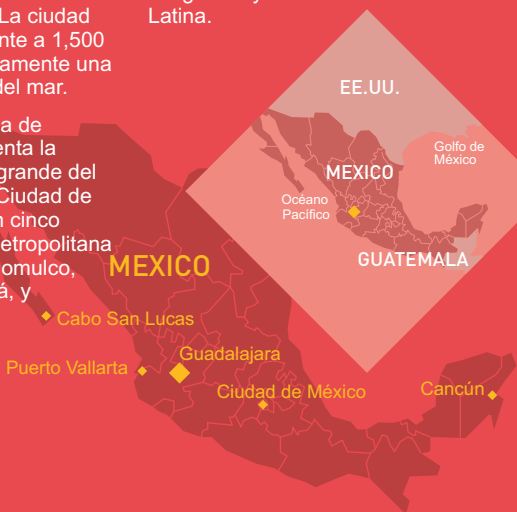 La ciudad
nte a 1,500
amente una
del mar.
a de
enta la
grande del
Ciudad de
n cinco
etropolitana
omulco,
á, y
Latina.
EE.UU.
Golfo de
México
MEXICO
Océano
Pacífico
GUATEMALA
MEXICO
Cabo San Lucas
Puerto Vallarta
Guadalajara
Ciudad de México
Cancún